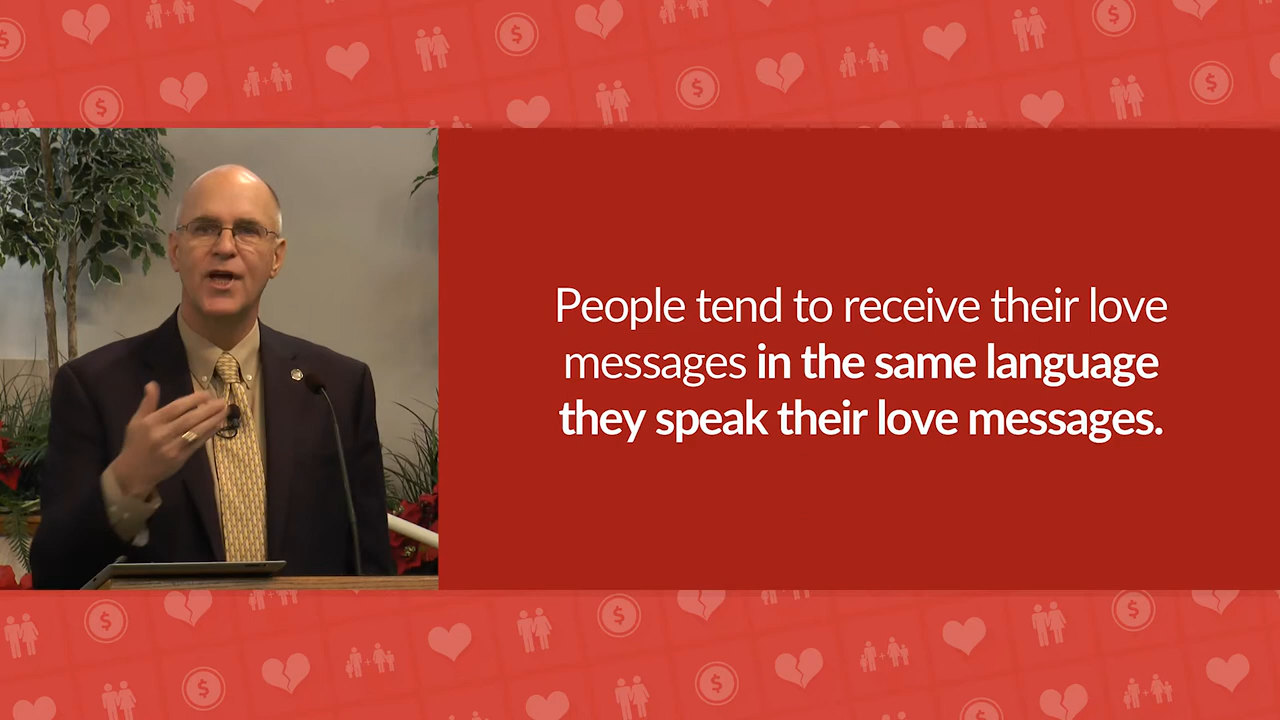 People tend to receive their love
messages in the same language
they speak their love messages.